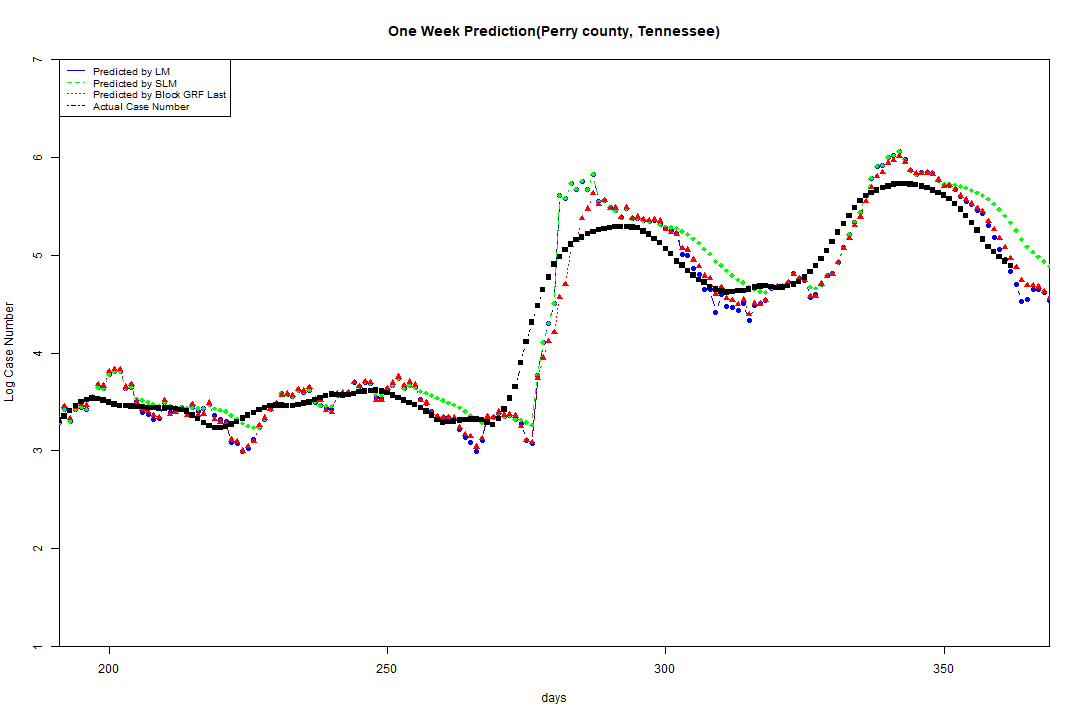 One Week Prediction(Perry county, Tennessee)
Predicted by LM
Predicted by SLM
Predicted by Block GRF Last
Actual Case Number
7
6
5
4
3
2
1
Log Case Number
200 250 300 350
days